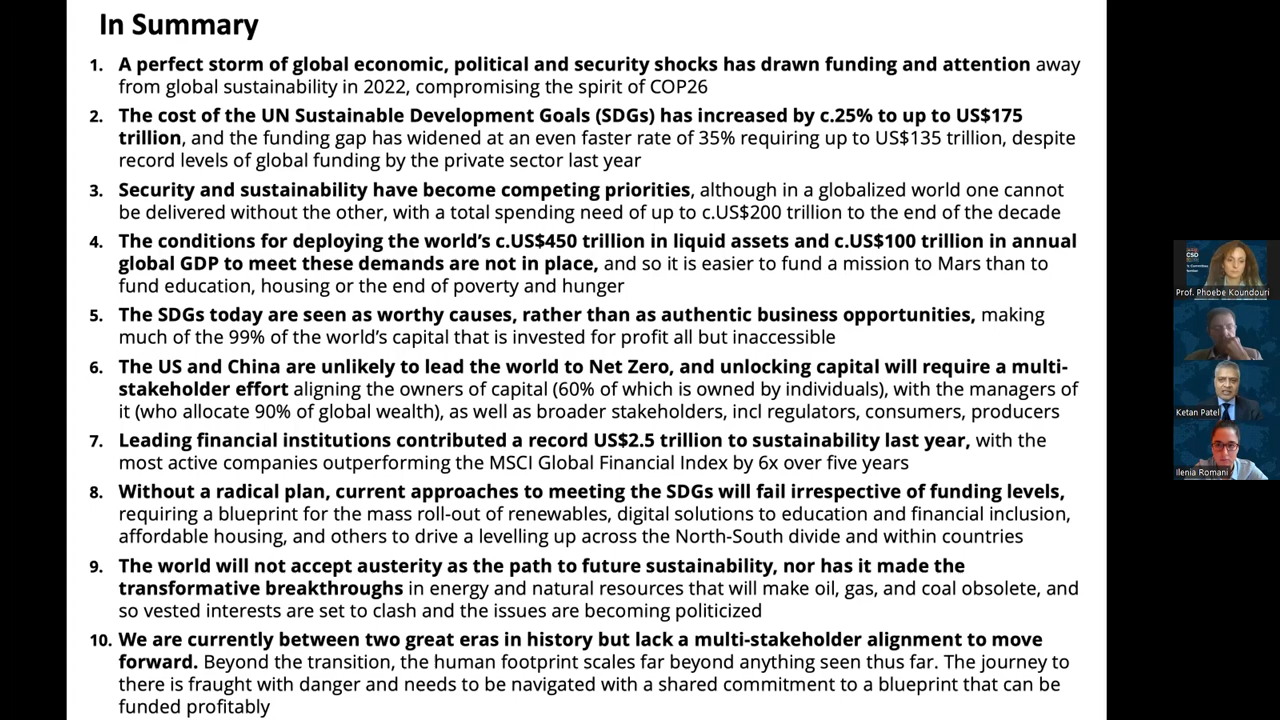 In Summary
1. A perfect storm of global economic, political and security shocks has drawn funding and attention away
from global sustainability in 2022, compromising the spirit of COP26
2. The cost of the UN Sustainable Development Goals (SDGs) has increased by c.25% to up to US$175
trillion, and the funding gap has widened at an even faster rate of 35% requiring up to US$135 trillion, despite
record levels of global funding by the private sector last year
3. Security and sustainability have become competing priorities, although in a globalized world one cannot
be delivered without the other, with a total spending need of up to c.US$200 trillion to the end of the decade
4. The conditions for deploying the world's c.US$450 trillion in liquid assets and c.US$100 trillion in annual
global GDP to meet these demands are not in place, and so it is easier to fund a mission to Mars than to
fund education, housing or the end of poverty and hunger
5. The SDGs today are seen as worthy causes, rather than as authentic business opportunities, making
much of the 99% of the world's capital that is invested for profit all but inaccessible
6. The US and China are unlikely to lead the world to Net Zero, and unlocking capital will require a multi-
stakeholder effort aligning the owners of capital (60% of which is owned by individuals), with the managers of
it (who allocate 90% of global wealth), as well as broader stakeholders, incl regulators, consumers, producers
7. Leading financial institutions contributed a record US$2.5 trillion to sustainability last year, with the
most active companies outperforming the MSCI Global Financial Index by 6x over five years
8. Without a radical plan, current approaches to meeting the SDGs will fail irrespective of funding levels,
requiring a blueprint for the mass roll-out of renewables, digital solutions to education and financial inclusion,
affordable housing, and others to drive a levelling up across the North-South divide and within countries
9. The world will not accept austerity as the path to future sustainability, nor has it made the
transformative breakthroughs in energy and natural resources that will make oil, gas, and coal obsolete, and
so vested interests are set to clash and the issues are becoming politicized
10. We are currently between two great eras in history but lack a multi-stakeholder alignment to move
forward. Beyond the transition, the human footprint scales far beyond anything seen thus far. The journey to
there is fraught with danger and needs to be navigated with a shared commitment to a blueprint that can be
funded profitably
CSD
Prof. Phoebe Koundouri
Ketan Patel
Ilenia Romani